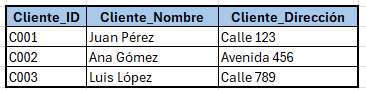 Cliente_ID Cliente_Nombre Cliente_Dirección
C001 Juan Pérez Calle 123
C002 Ana Gómez Avenida 456
C003 Luis López Calle 789